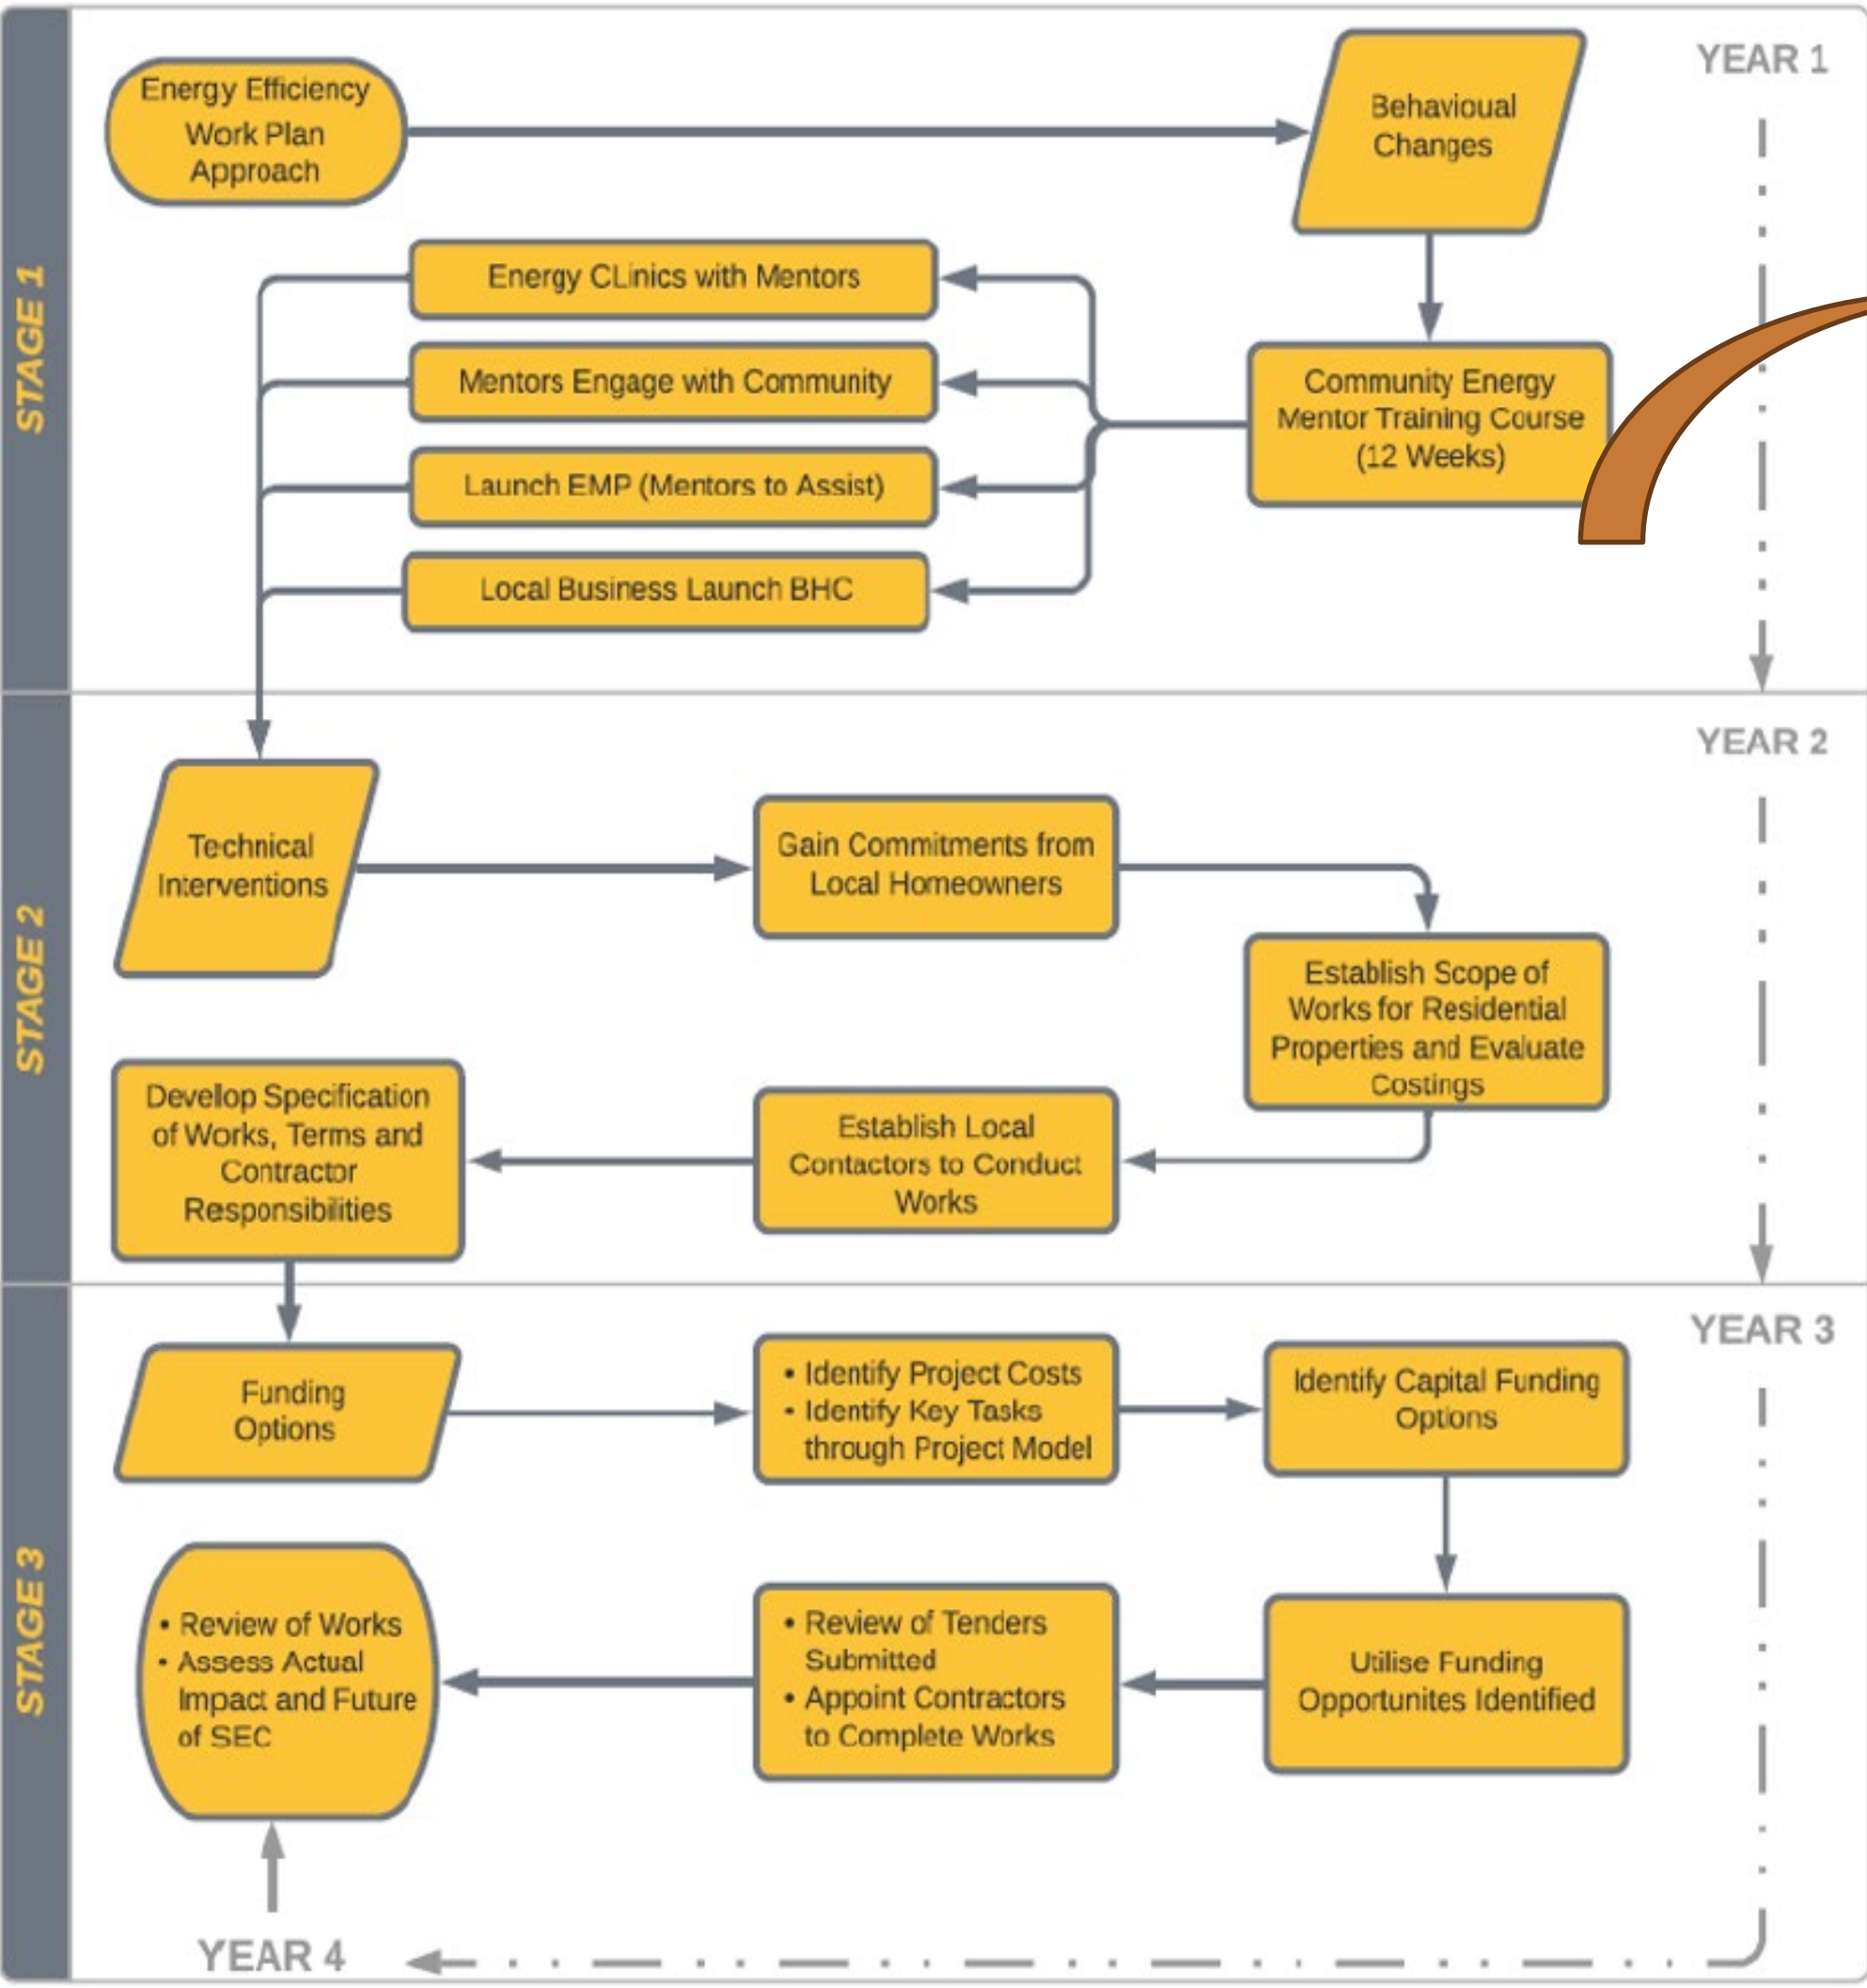 STAGE 1
YEAR 1
Energy Efficiency
Work Plan
Approach
Behavioual
Changes
Community Energy
Mentor Training Course
(12 Weeks)
Energy CLinics with Mentors
Mentors Engage with Community
Launch EMP (Mentors to Assist)
Local Business Launch BHC
STAGE 2
YEAR 2
Technical
Interventions
Gain Commitments from
Local Homeowners
Establish Scope of
Works for Residential
Properties and Evaluate
Costings
Establish Local
Contactors to Conduct
Works
Develop Specification
of Works, Terms and
Contractor
Responsibilities
STAGE 3
YEAR 3
Funding
Options
• Identify Project Costs
• Identify Key Tasks
through Project Model
Identify Capital Funding
Options
Utilise Funding
Opportunites Identified
• Review of Tenders
Submitted
• Appoint Contractors
to Complete Works
• Review of Works
• Assess Actual
Impact and Future
of SEC
YEAR 4